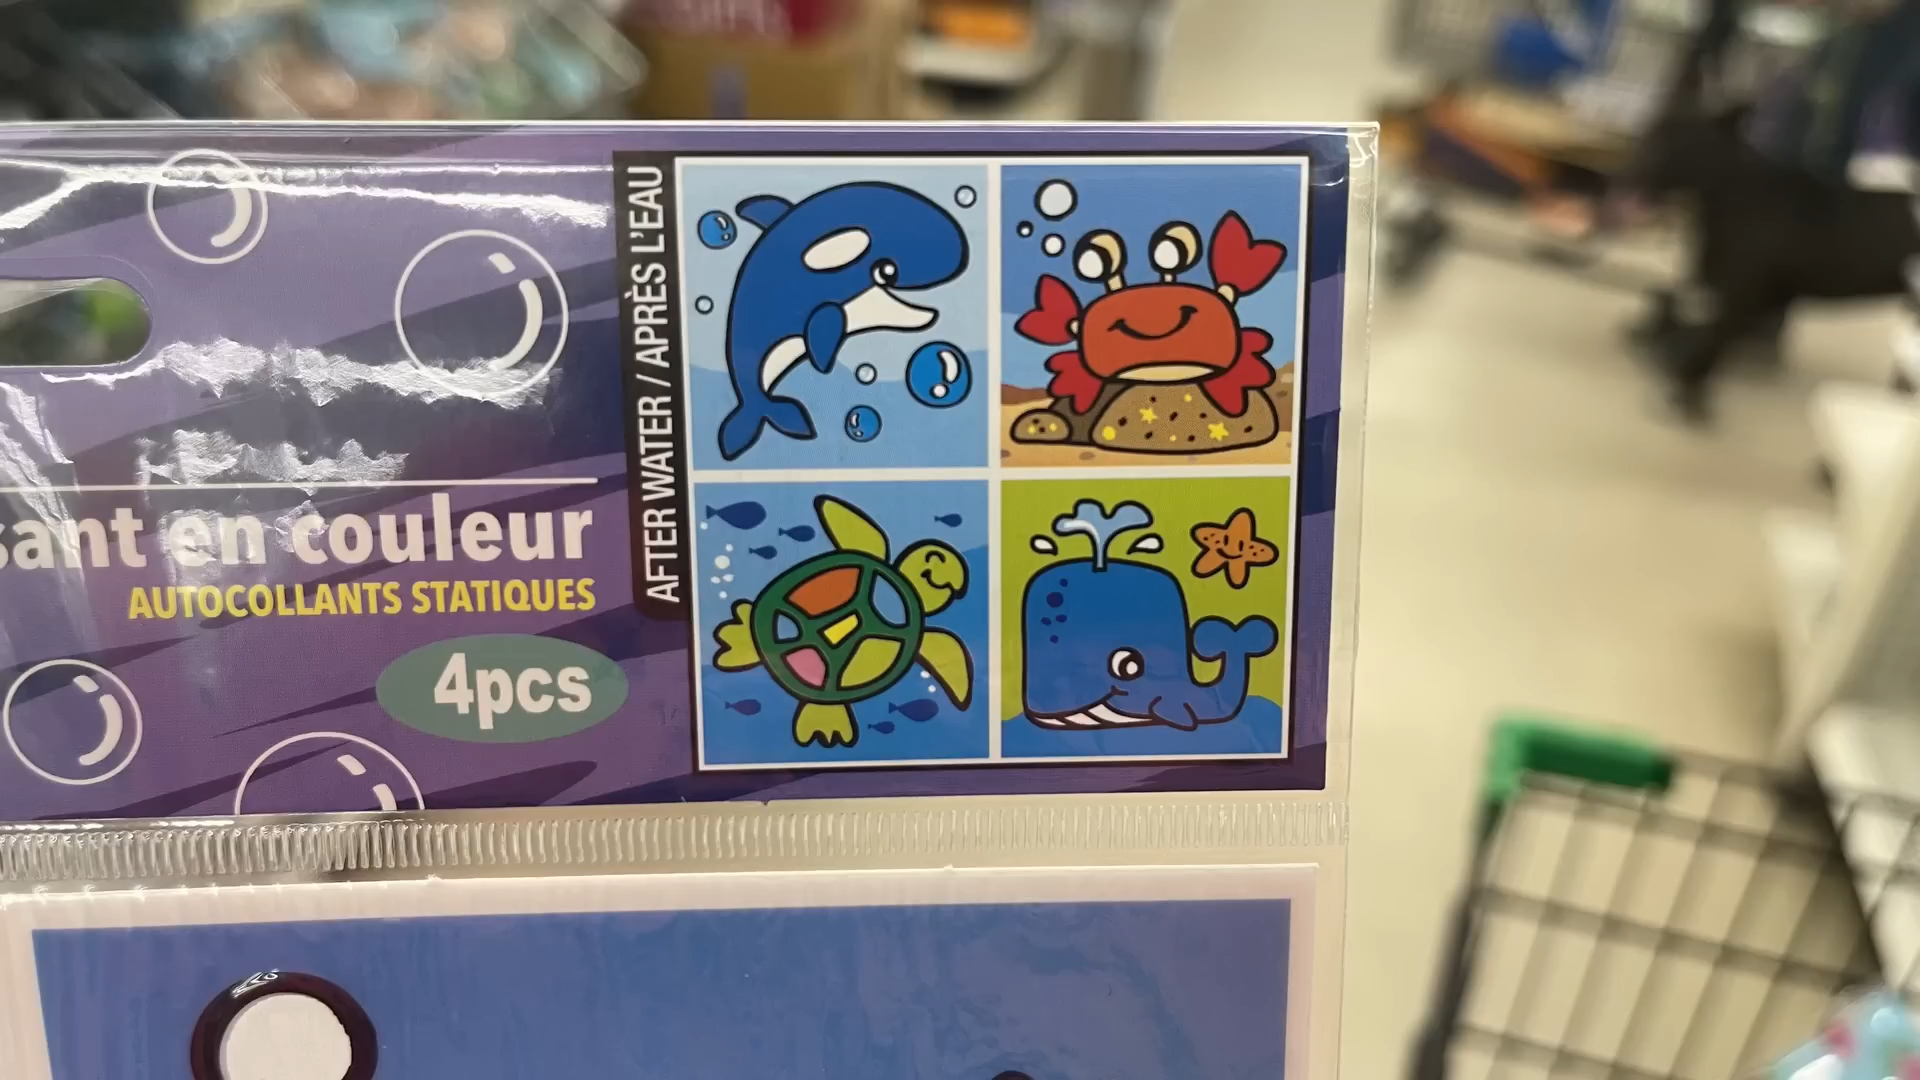 sant en couleur
AUTOCOLLANTS STATIQUES
4pcs
AFTER WATER / APRÈS L'EAU